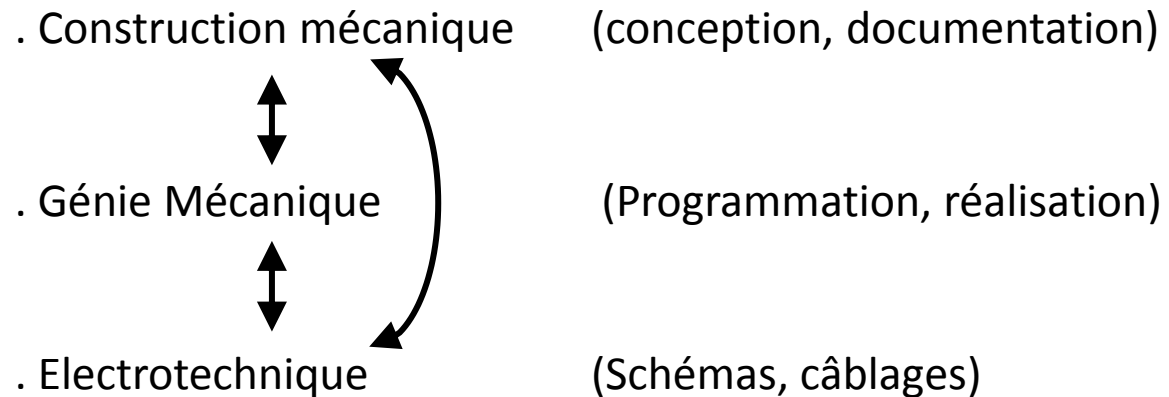 . Construction mécanique (conception, documentation)
. Génie Mécanique (Programmation, réalisation)
. Electrotechnique (Schémas, câblages)